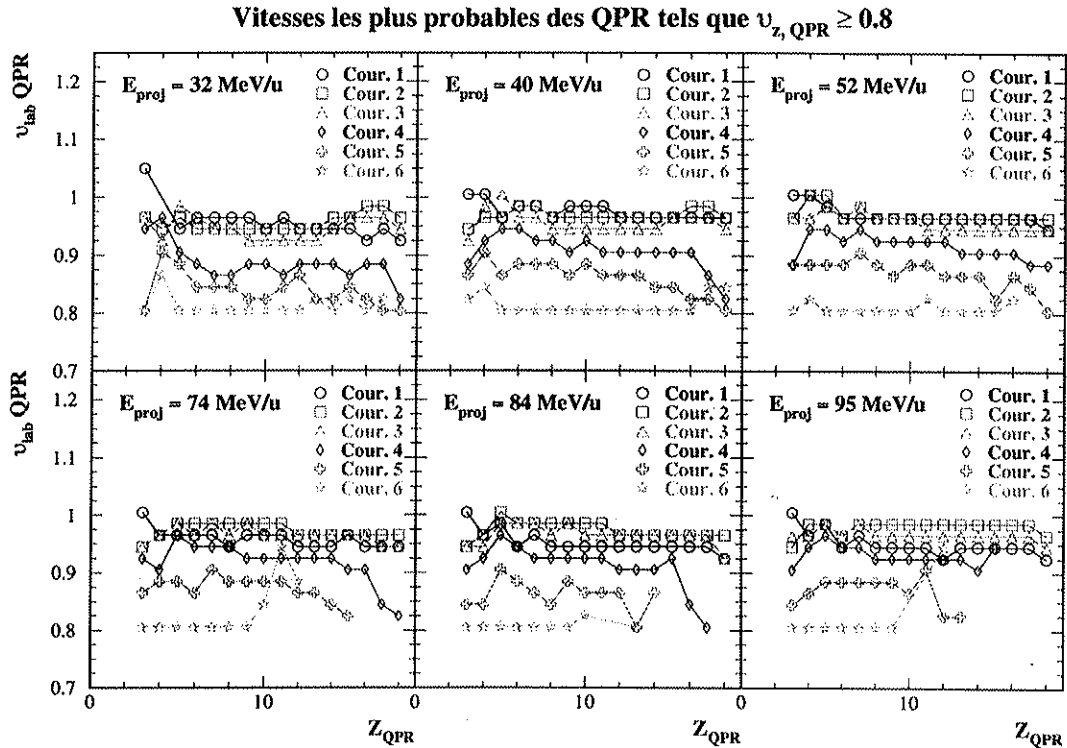 Vitesses les plus probables des QPR tels que υz, QPR ≥ 0.8
υlab QPR
1.2
1.1
1
0.9
0.8
0.7
Eproj = 32 MeV/u
Cour. 1
Cour. 2
Cour. 3
Cour. 4
Cour. 5
Cour. 6
Eproj = 40 MeV/u
Cour. 1
Cour. 2
Cour. 3
Cour. 4
Cour. 5
Cour. 6
Eproj = 52 MeV/u
Cour. 1
Cour. 2
Cour. 3
Cour. 4
Cour. 5
Cour. 6
υlab QPR
1.2
1.1
1
0.9
0.8
0.7
Eproj = 74 MeV/u
Cour. 1
Cour. 2
Cour. 3
Cour. 4
Cour. 5
Cour. 6
Eproj = 84 MeV/u
Cour. 1
Cour. 2
Cour. 3
Cour. 4
Cour. 5
Cour. 6
Eproj = 95 MeV/u
Cour. 1
Cour. 2
Cour. 3
Cour. 4
Cour. 5
Cour. 6
0 10 0 10 0 10
ZQPR ZQPR ZQPR